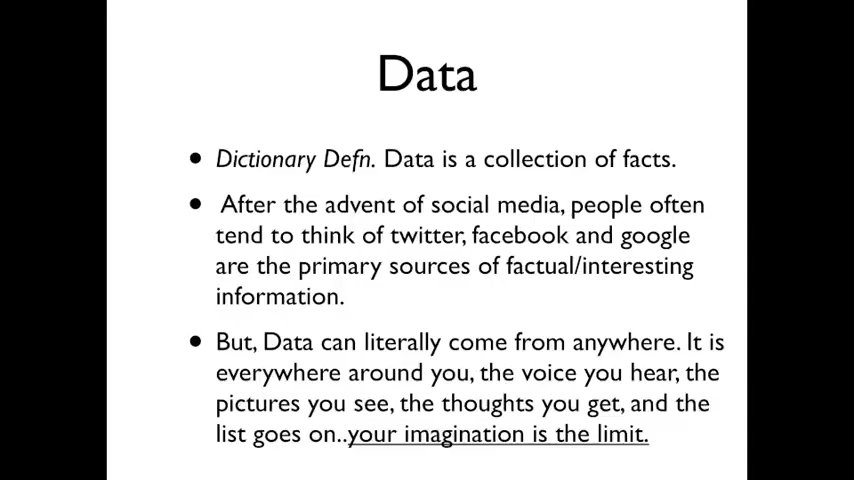 Data
• Dictionary Defn. Data is a collection of facts.
• After the advent of social media, people often
tend to think of twitter, facebook and google
are the primary sources of factual/interesting
information.
• But, Data can literally come from anywhere. It is
everywhere around you, the voice you hear, the
pictures you see, the thoughts you get, and the
list goes on..your imagination is the limit.